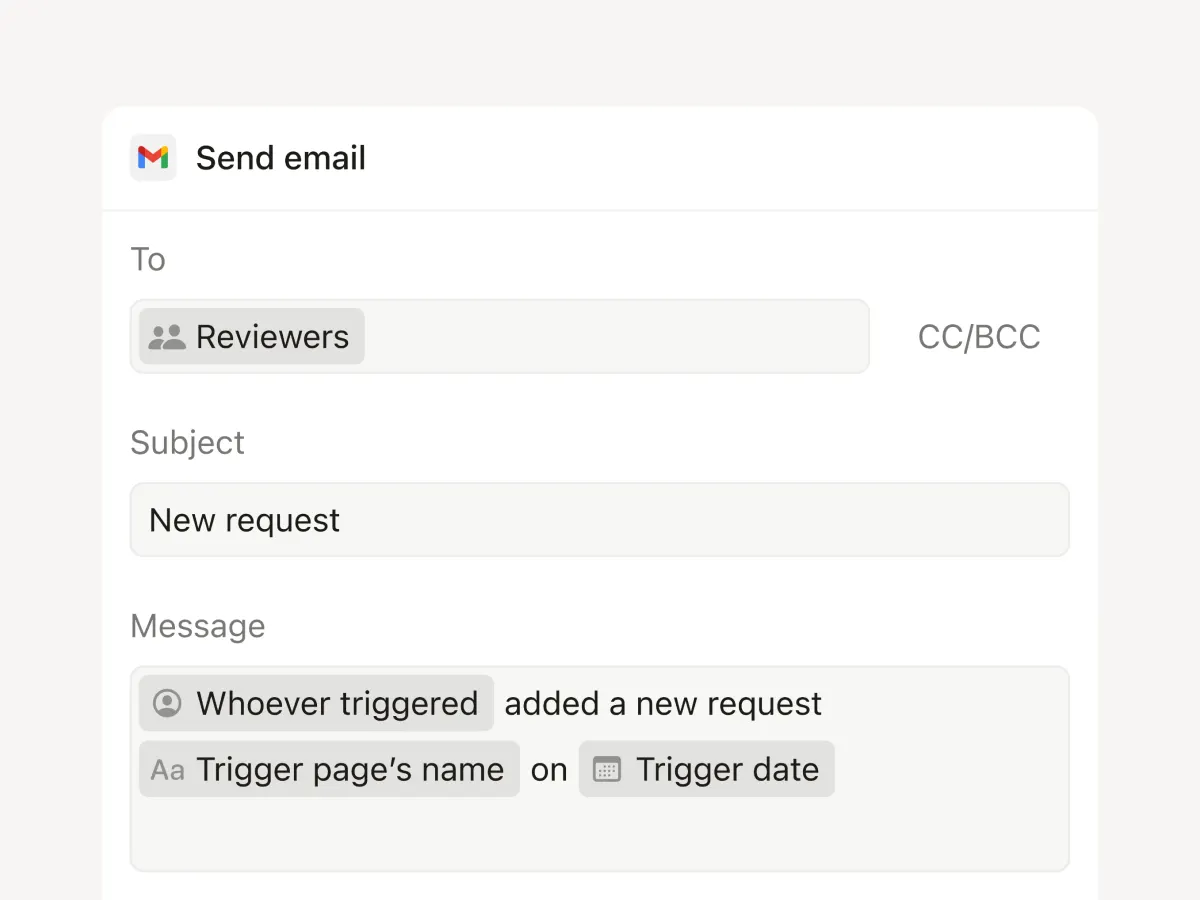 Send email
To
Reviewers
CC/BCC
Subject
New request
Message
Whoever triggered added a new request
Aa Trigger page’s name on Trigger date